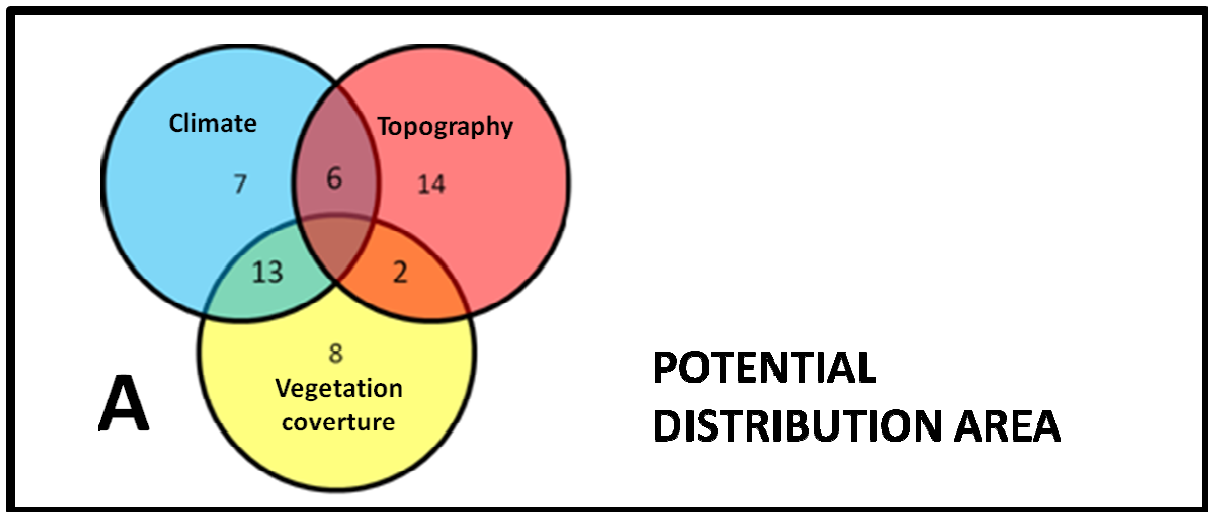 Climate
Topography
7
6
14
13
2
8
Vegetation
coverture
A
POTENTIAL
DISTRIBUTION AREA